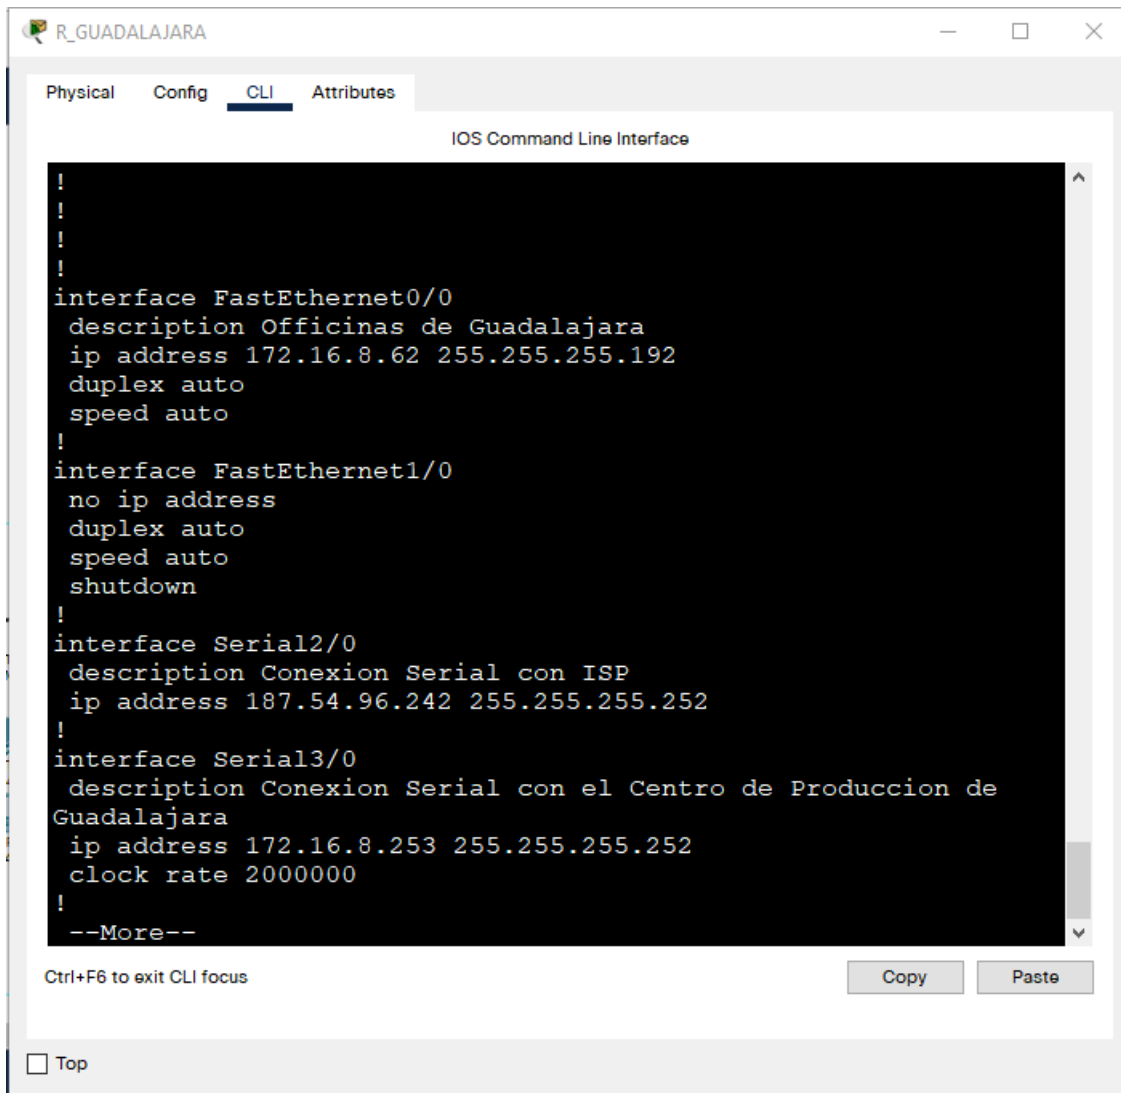 R_GUADALAJARA
Physical Config CLI Attributes
IOS Command Line Interface
!
!
!
!
interface FastEthernet0/0
 description Officinas de Guadalajara
 ip address 172.16.8.62 255.255.255.192
 duplex auto
 speed auto
!
interface FastEthernet1/0
 no ip address
 duplex auto
 speed auto
 shutdown
!
interface Serial2/0
 description Conexion Serial con ISP
 ip address 187.54.96.242 255.255.255.252
!
interface Serial3/0
 description Conexion Serial con el Centro de Produccion de
Guadalajara
 ip address 172.16.8.253 255.255.255.252
 clock rate 2000000
!
 --More--
Ctrl+F6 to exit CLI focus
Copy Paste
Top